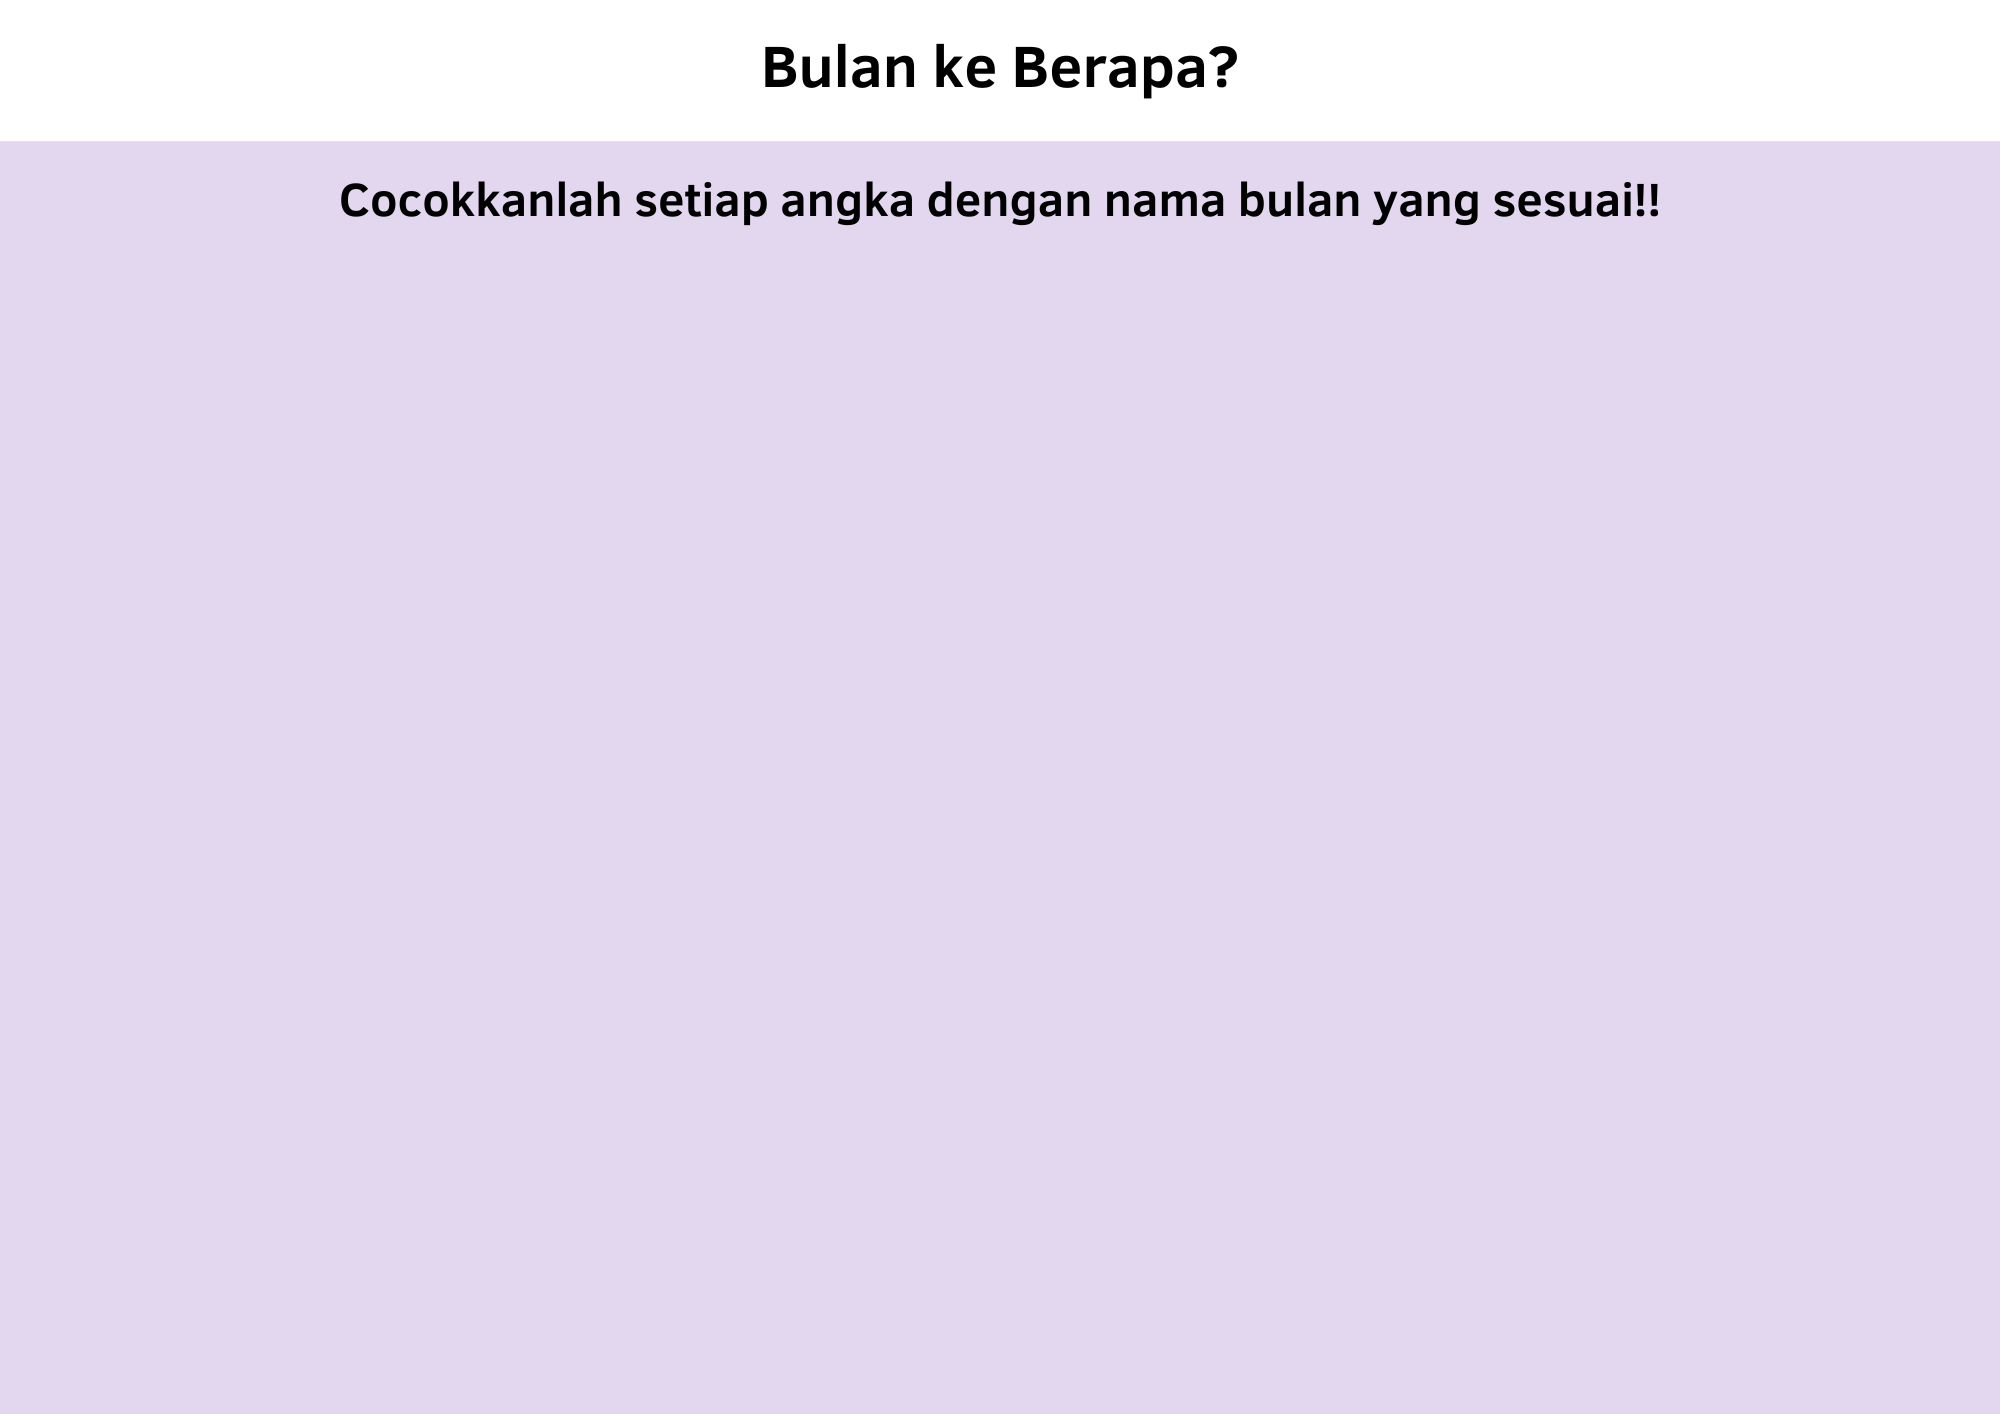 Bulan ke Berapa?
Cocokkanlah setiap angka dengan nama bulan yang sesuai!!